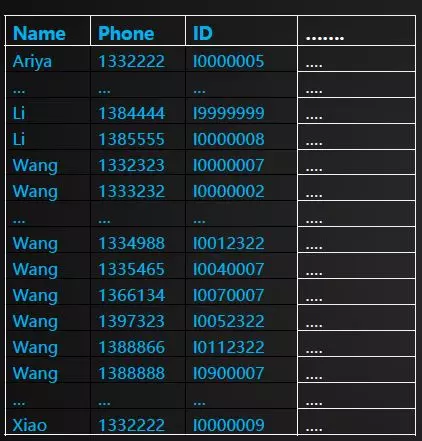 Name Phone ID .......
Ariya 1332222 I0000005 ....
... ... ... ....
Li 1384444 I9999999 ....
Li 1385555 I0000008 ....
Wang 1332323 I0000007 ....
Wang 1333232 I0000002 ....
... ... ... ....
Wang 1334988 I0012322 ....
Wang 1335465 I0040007 ....
Wang 1366134 I0070007 ....
Wang 1397323 I0052322 ....
Wang 1388866 I0112322 ....
Wang 1388888 I0900007 ....
... ... ... ....
Xiao 1332222 I0000009 ....